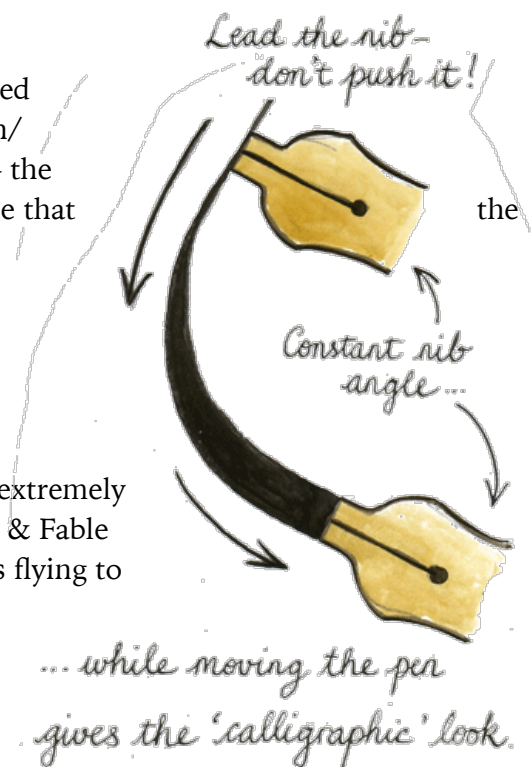 Lead the nib–
don't push it!
ed
n/
the
e that
the
Constant nib
angle...
extremely
& Fable
s flying to
... while moving the pen
gives the 'calligraphic' look.